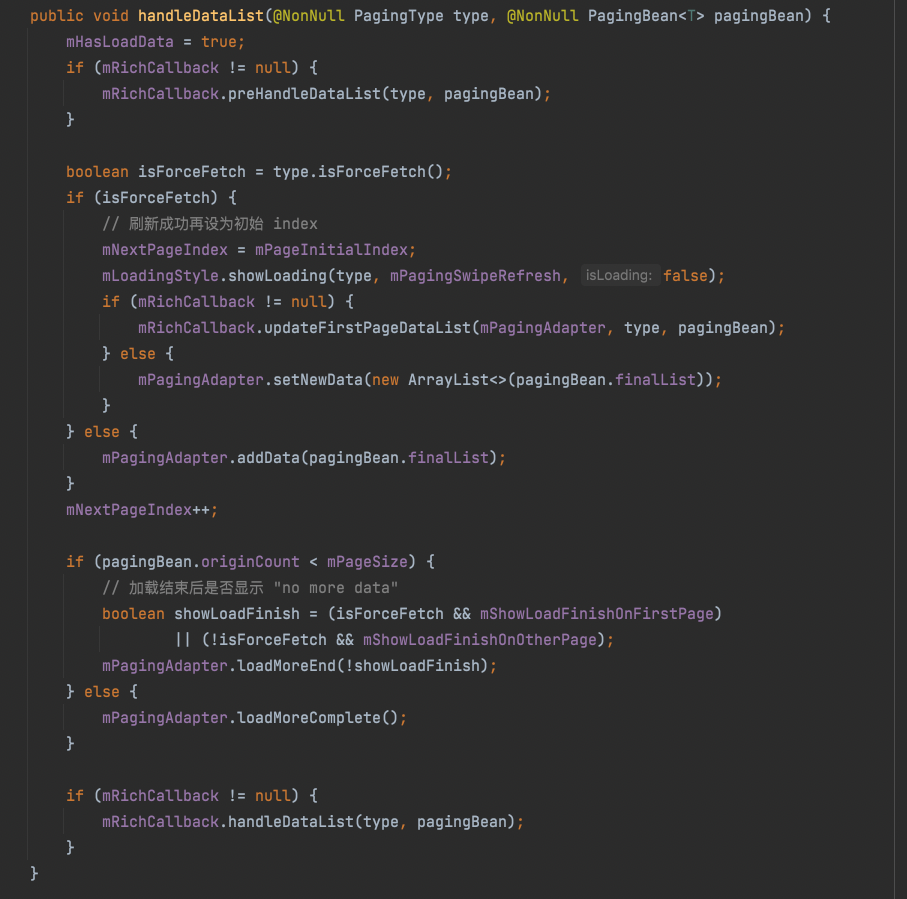 public void handleDataList(@NonNull PagingType type, @NonNull PagingBean<T> pagingBean) {
    mHasLoadData = true;
    if (mRichCallback != null) {
        mRichCallback.preHandleDataList(type, pagingBean);
    }

    boolean isForceFetch = type.isForceFetch();
    if (isForceFetch) {
        // 刷新成功再设为初始 index
        mNextPageIndex = mPageInitialIndex;
        mLoadingStyle.showLoading(type, mPagingSwipeRefresh, isLoading: false);
        if (mRichCallback != null) {
            mRichCallback.updateFirstPageDataList(mPagingAdapter, type, pagingBean);
        } else {
            mPagingAdapter.setNewData(new ArrayList<>(pagingBean.finalList));
        }
    } else {
        mPagingAdapter.addData(pagingBean.finalList);
    }
    mNextPageIndex++;

    if (pagingBean.originCount < mPageSize) {
        // 加载结束后是否显示 "no more data"
        boolean showLoadFinish = (isForceFetch && mShowLoadFinishOnFirstPage)
                || (!isForceFetch && mShowLoadFinishOnOtherPage);
        mPagingAdapter.loadMoreEnd(!showLoadFinish);
    } else {
        mPagingAdapter.loadMoreComplete();
    }

    if (mRichCallback != null) {
        mRichCallback.handleDataList(type, pagingBean);
    }
}